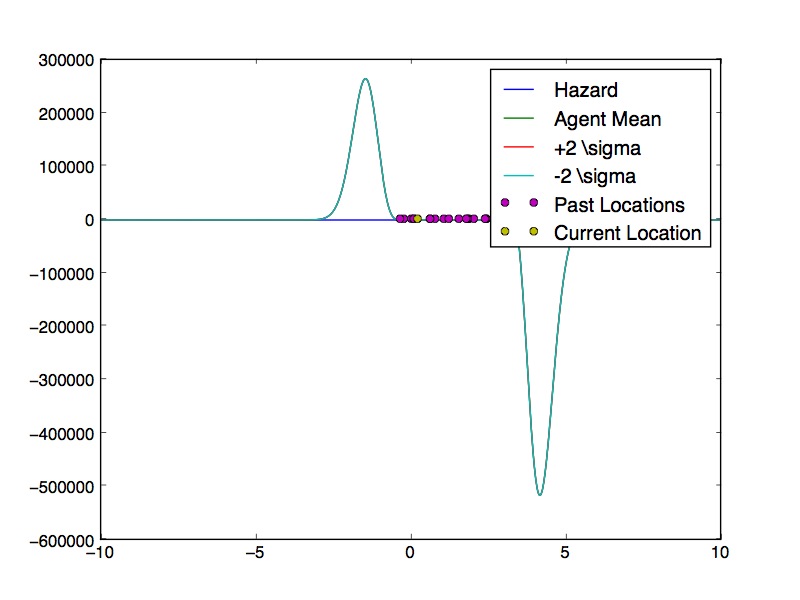 300000
200000
100000
0
−100000
−200000
−300000
−400000
−500000
−600000
−10
−5
0
5
10
Hazard
Agent Mean
+2 \sigma
-2 \sigma
Past Locations
Current Location